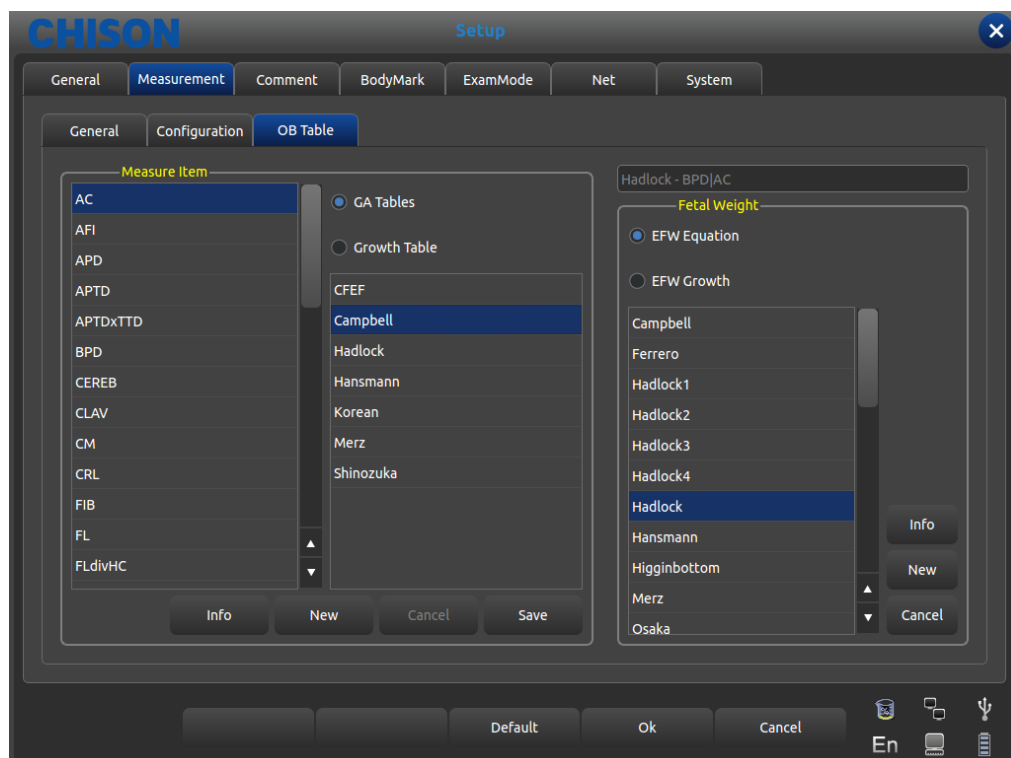 CHISON
Setup
General Measurement Comment BodyMark ExamMode Net System
General Configuration OB Table
Measure Item
AC
AFI
APD
APTD
APTDxTTD
BPD
CEREB
CLAV
CM
CRL
FIB
FL
FLdivHC
GA Tables
Growth Table
CFEF
Campbell
Hadlock
Hansmann
Korean
Merz
Shinozuka
Info New Cancel Save
Hadlock - BPD|AC
Fetal Weight
EFW Equation
EFW Growth
Campbell
Ferrero
Hadlock1
Hadlock2
Hadlock3
Hadlock4
Hadlock
Hansmann
Higginbottom
Merz
Osaka
Info
New
Cancel
Default Ok Cancel
En